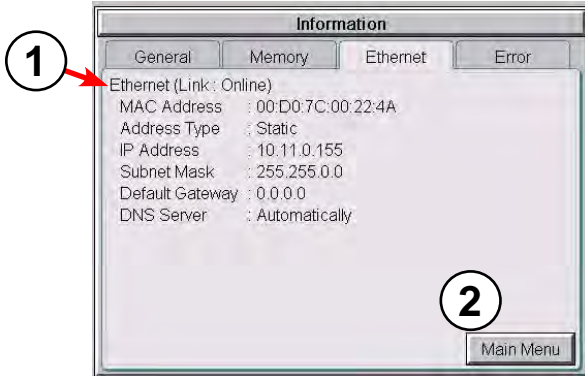 Information
General Memory Ethernet Error
1
Ethernet (Link : Online)
MAC Address : 00:D0:7C:00:22:4A
Address Type : Static
IP Address : 10.11.0.155
Subnet Mask : 255.255.0.0
Default Gateway : 0.0.0.0
DNS Server : Automatically
2
Main Menu